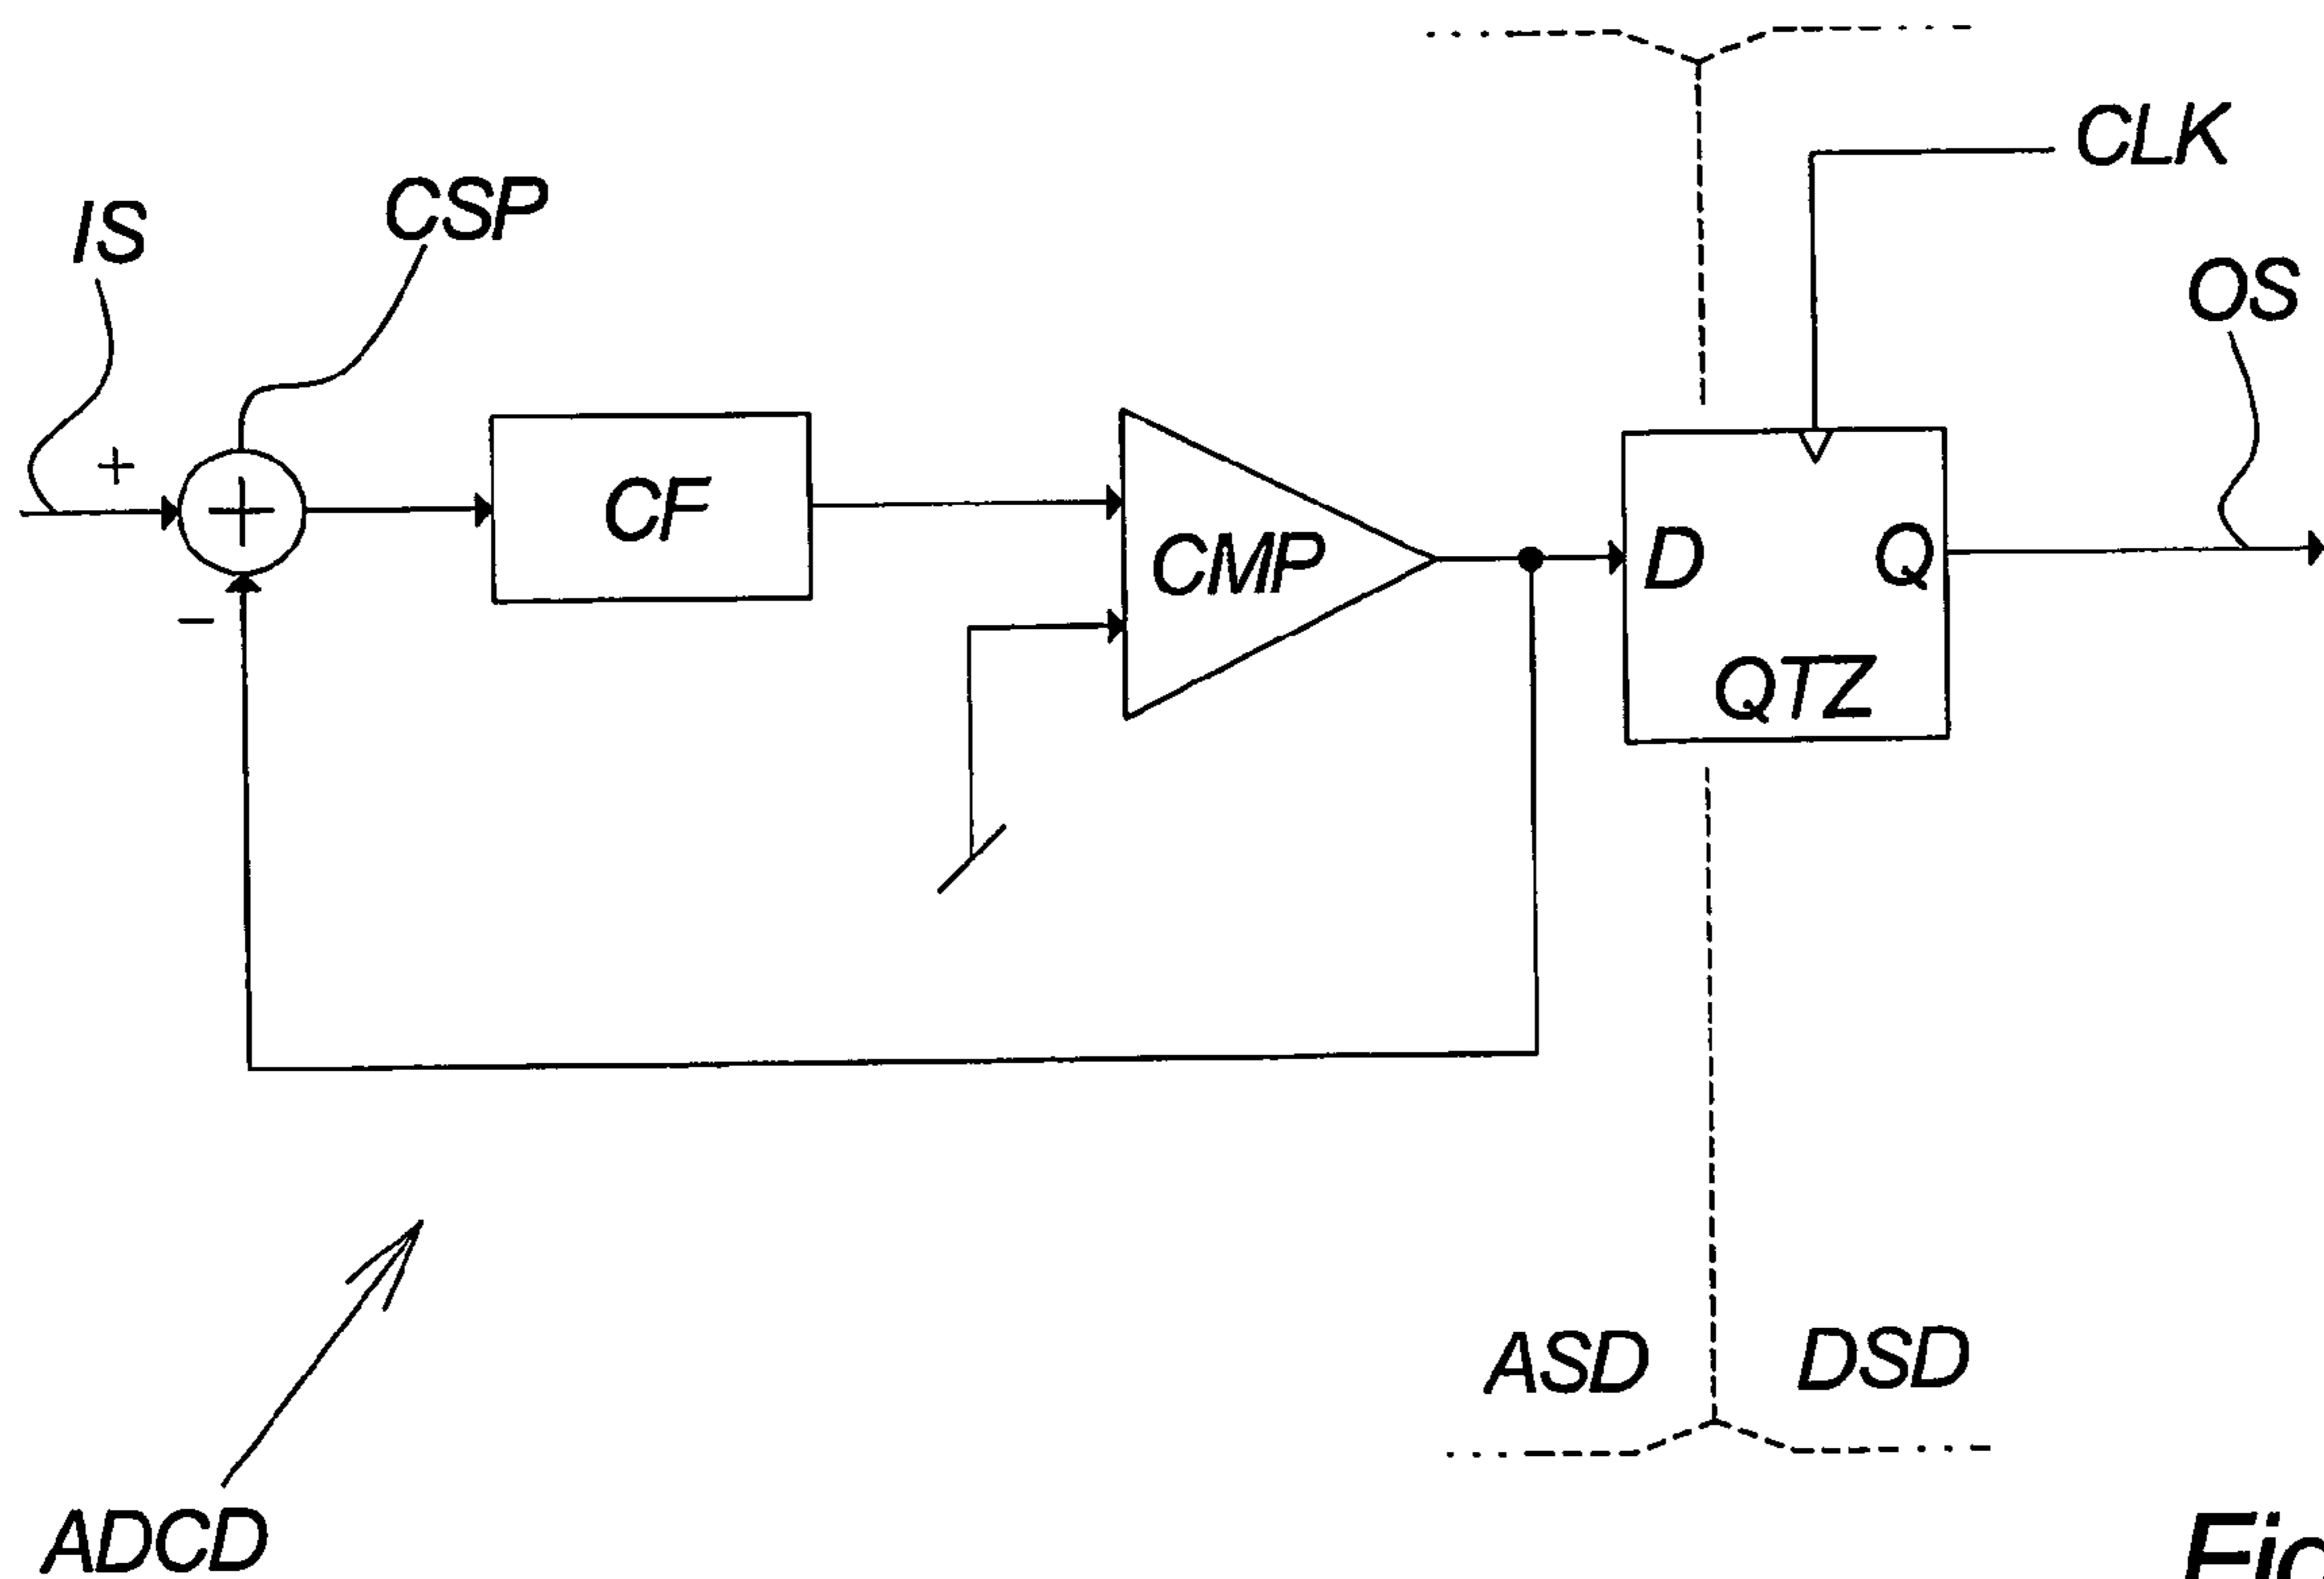 CLK
IS
CSP
OS
+
+
CF
CMP
D
Q
−
QTZ
ASD
DSD
ADCD